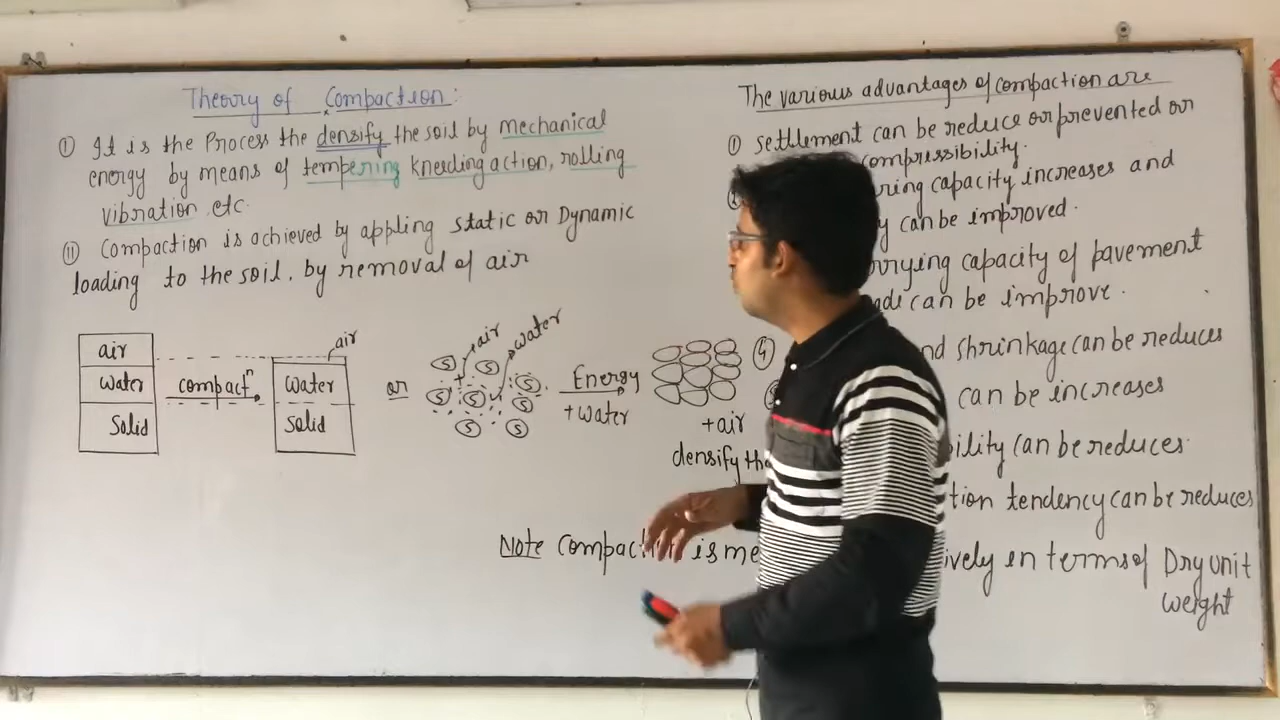 Theory of Compaction:
① It is the Process the densify the soil by mechanical
energy by means of tempering kneeding action, rolling
vibration etc.
② Compaction is achieved by appling static or Dynamic
loading to the soil. by removal of air
air
Water
Solid
compactⁿ
air
Water
Solid
or
air
water
S
S
S
S
S
S
S
S
Energy
+ water
+ air
densify th
The various advantages of compaction are
① settlement can be reduce or prevented or
compressibility.
ring capacity increases and
y can be improved.
rrying capacity of pavement
can be improve.
④ nd shrinkage can be reduces
can be increases
ility can be reduces
tion tendency can be reduces
Note Compact is me ively in terms of Dry unit
weight